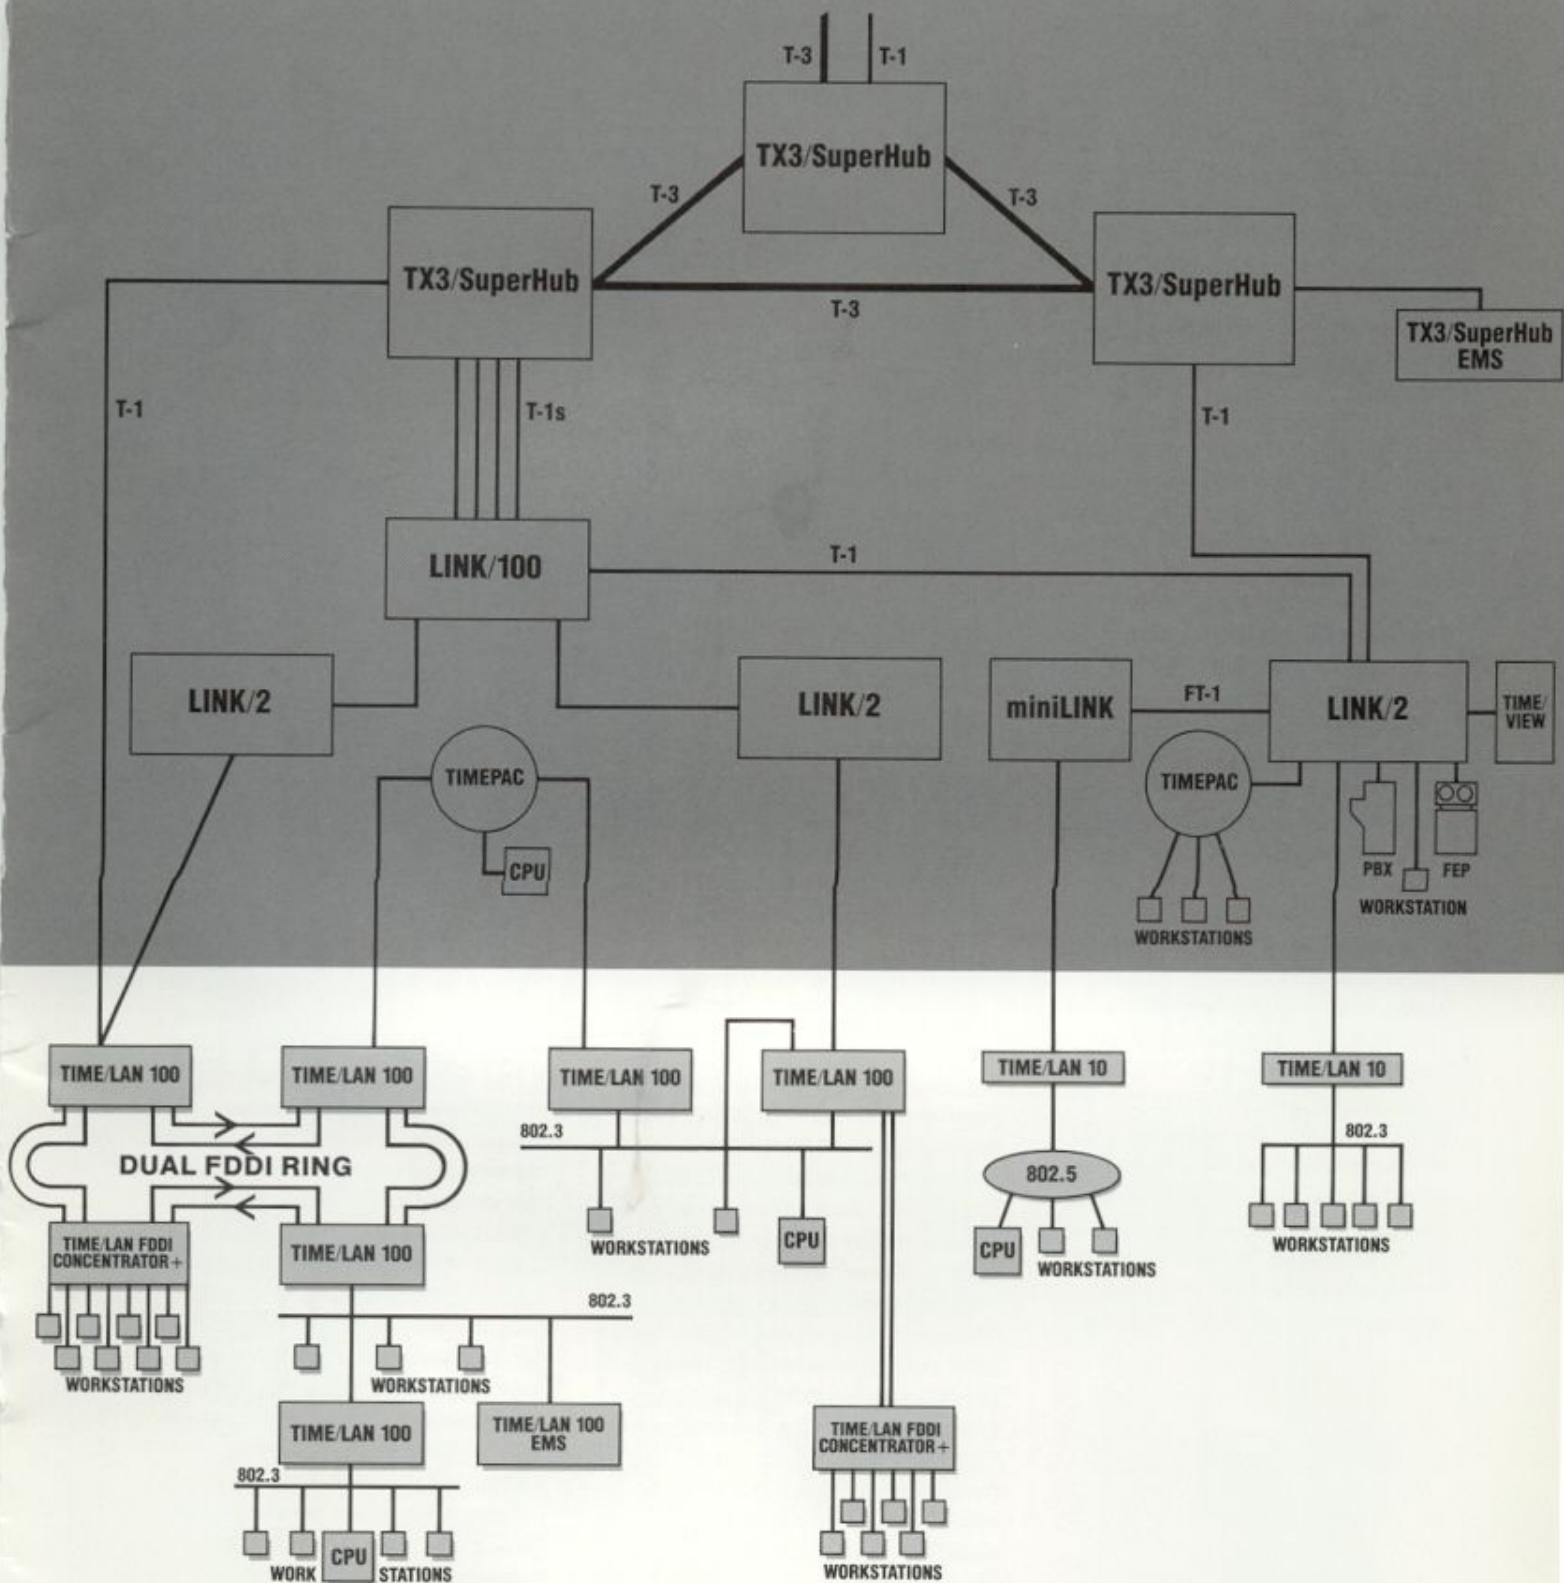 T-3
T-1
TX3/SuperHub
T-3
T-3
TX3/SuperHub
TX3/SuperHub
T-3
TX3/SuperHub
EMS
T-1
T-1s
T-1
LINK/100
T-1
LINK/2
LINK/2
miniLINK
FT-1
LINK/2
TIME/
VIEW
TIMEPAC
TIMEPAC
CPU
PBX
FEP
WORKSTATION
WORKSTATIONS
TIME/LAN 100
TIME/LAN 100
TIME/LAN 100
TIME/LAN 100
TIME/LAN 10
TIME/LAN 10
802.3
802.3
DUAL FDDI RING
802.5
TIME/LAN FDDI
CONCENTRATOR+
TIME/LAN 100
WORKSTATIONS
CPU
CPU
WORKSTATIONS
WORKSTATIONS
802.3
WORKSTATIONS
WORKSTATIONS
TIME/LAN 100
TIME/LAN 100
EMS
TIME/LAN FDDI
CONCENTRATOR+
802.3
WORK
CPU
STATIONS
WORKSTATIONS